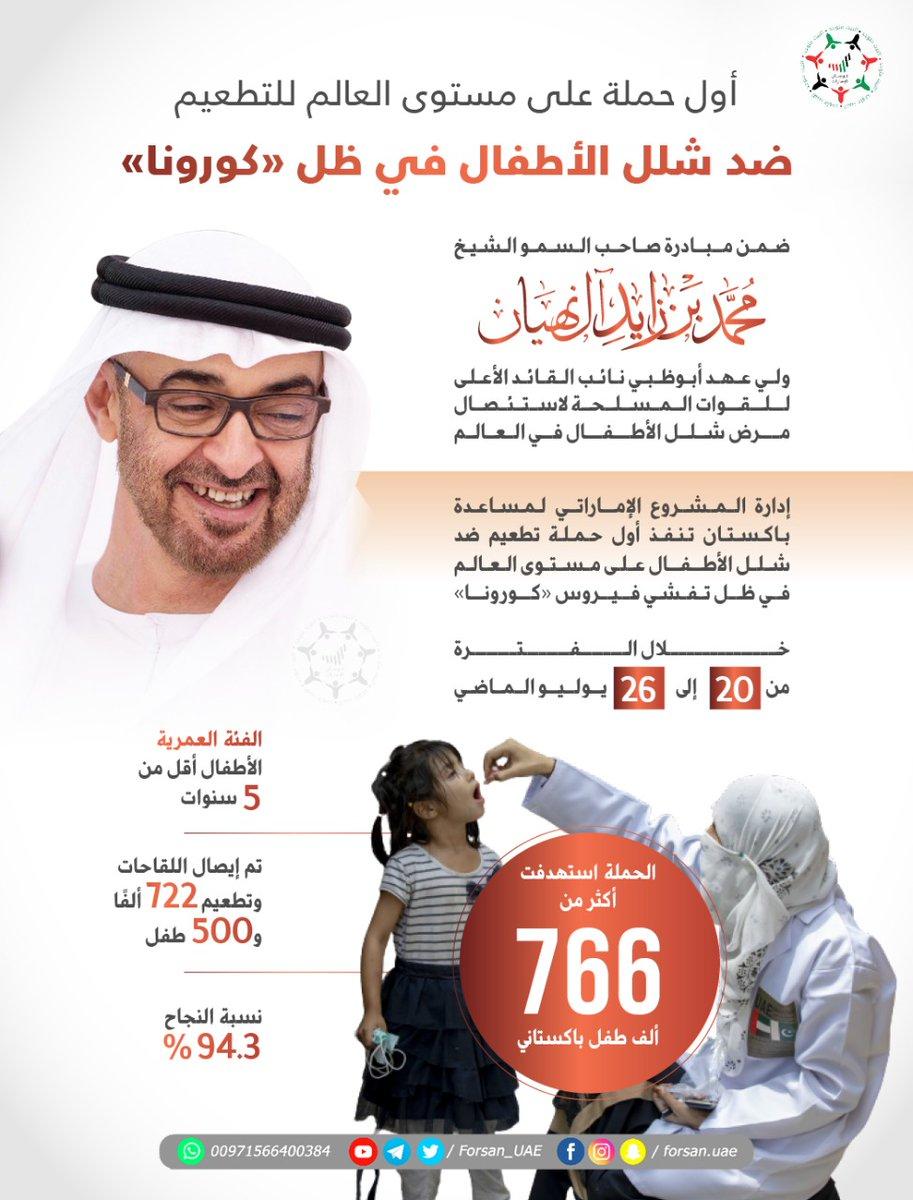 أول حملة على مستوى العالم للتطعيم
ضد شلل الأطفال في ظل «كورونا»
ضمن مبادرة صاحب السمو الشيخ
محمد بن زايد آل نهيان
ولي عهد أبوظبي نائب القائد الأعلى
للقوات المسلحة لاستئصال
مرض شلل الأطفال في العالم
إدارة المشروع الإماراتي لمساعدة
باكستان تنفذ أول حملة تطعيم ضد
شلل الأطفال على مستوى العالم
في ظل تفشي فيروس «كورونا»
خلال الفترة
من 20 إلى 26 يوليو الماضي
الفئة العمرية
الأطفال أقل من
5 سنوات
تم إيصال اللقاحات
وتطعيم 722 ألفًا
و500 طفل
نسبة النجاح
94.3 %
الحملة استهدفت
أكثر من
766
ألف طفل باكستاني
UAE
00971566400384 / Forsan_UAE / forsan.uae